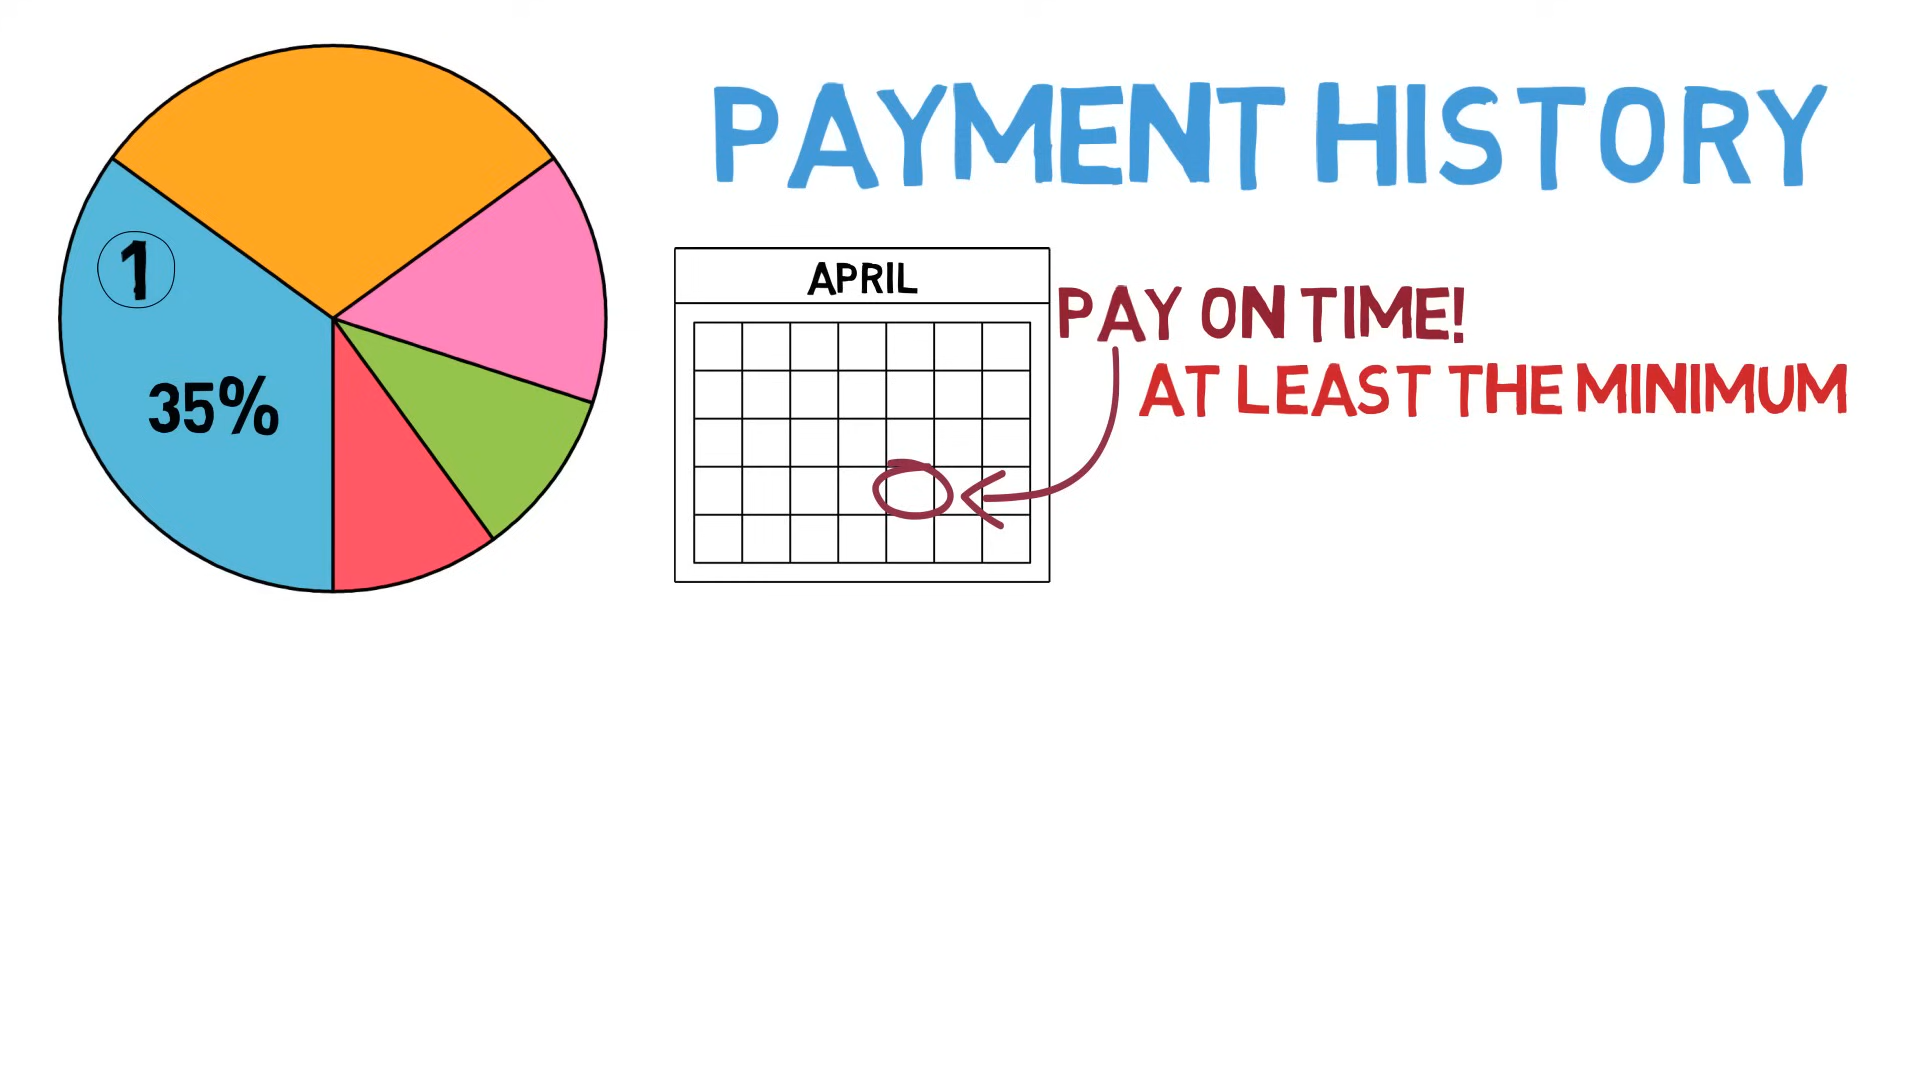 PAYMENT HISTORY
1
35%
APRIL
PAY ON TIME!
AT LEAST THE MINIMUM